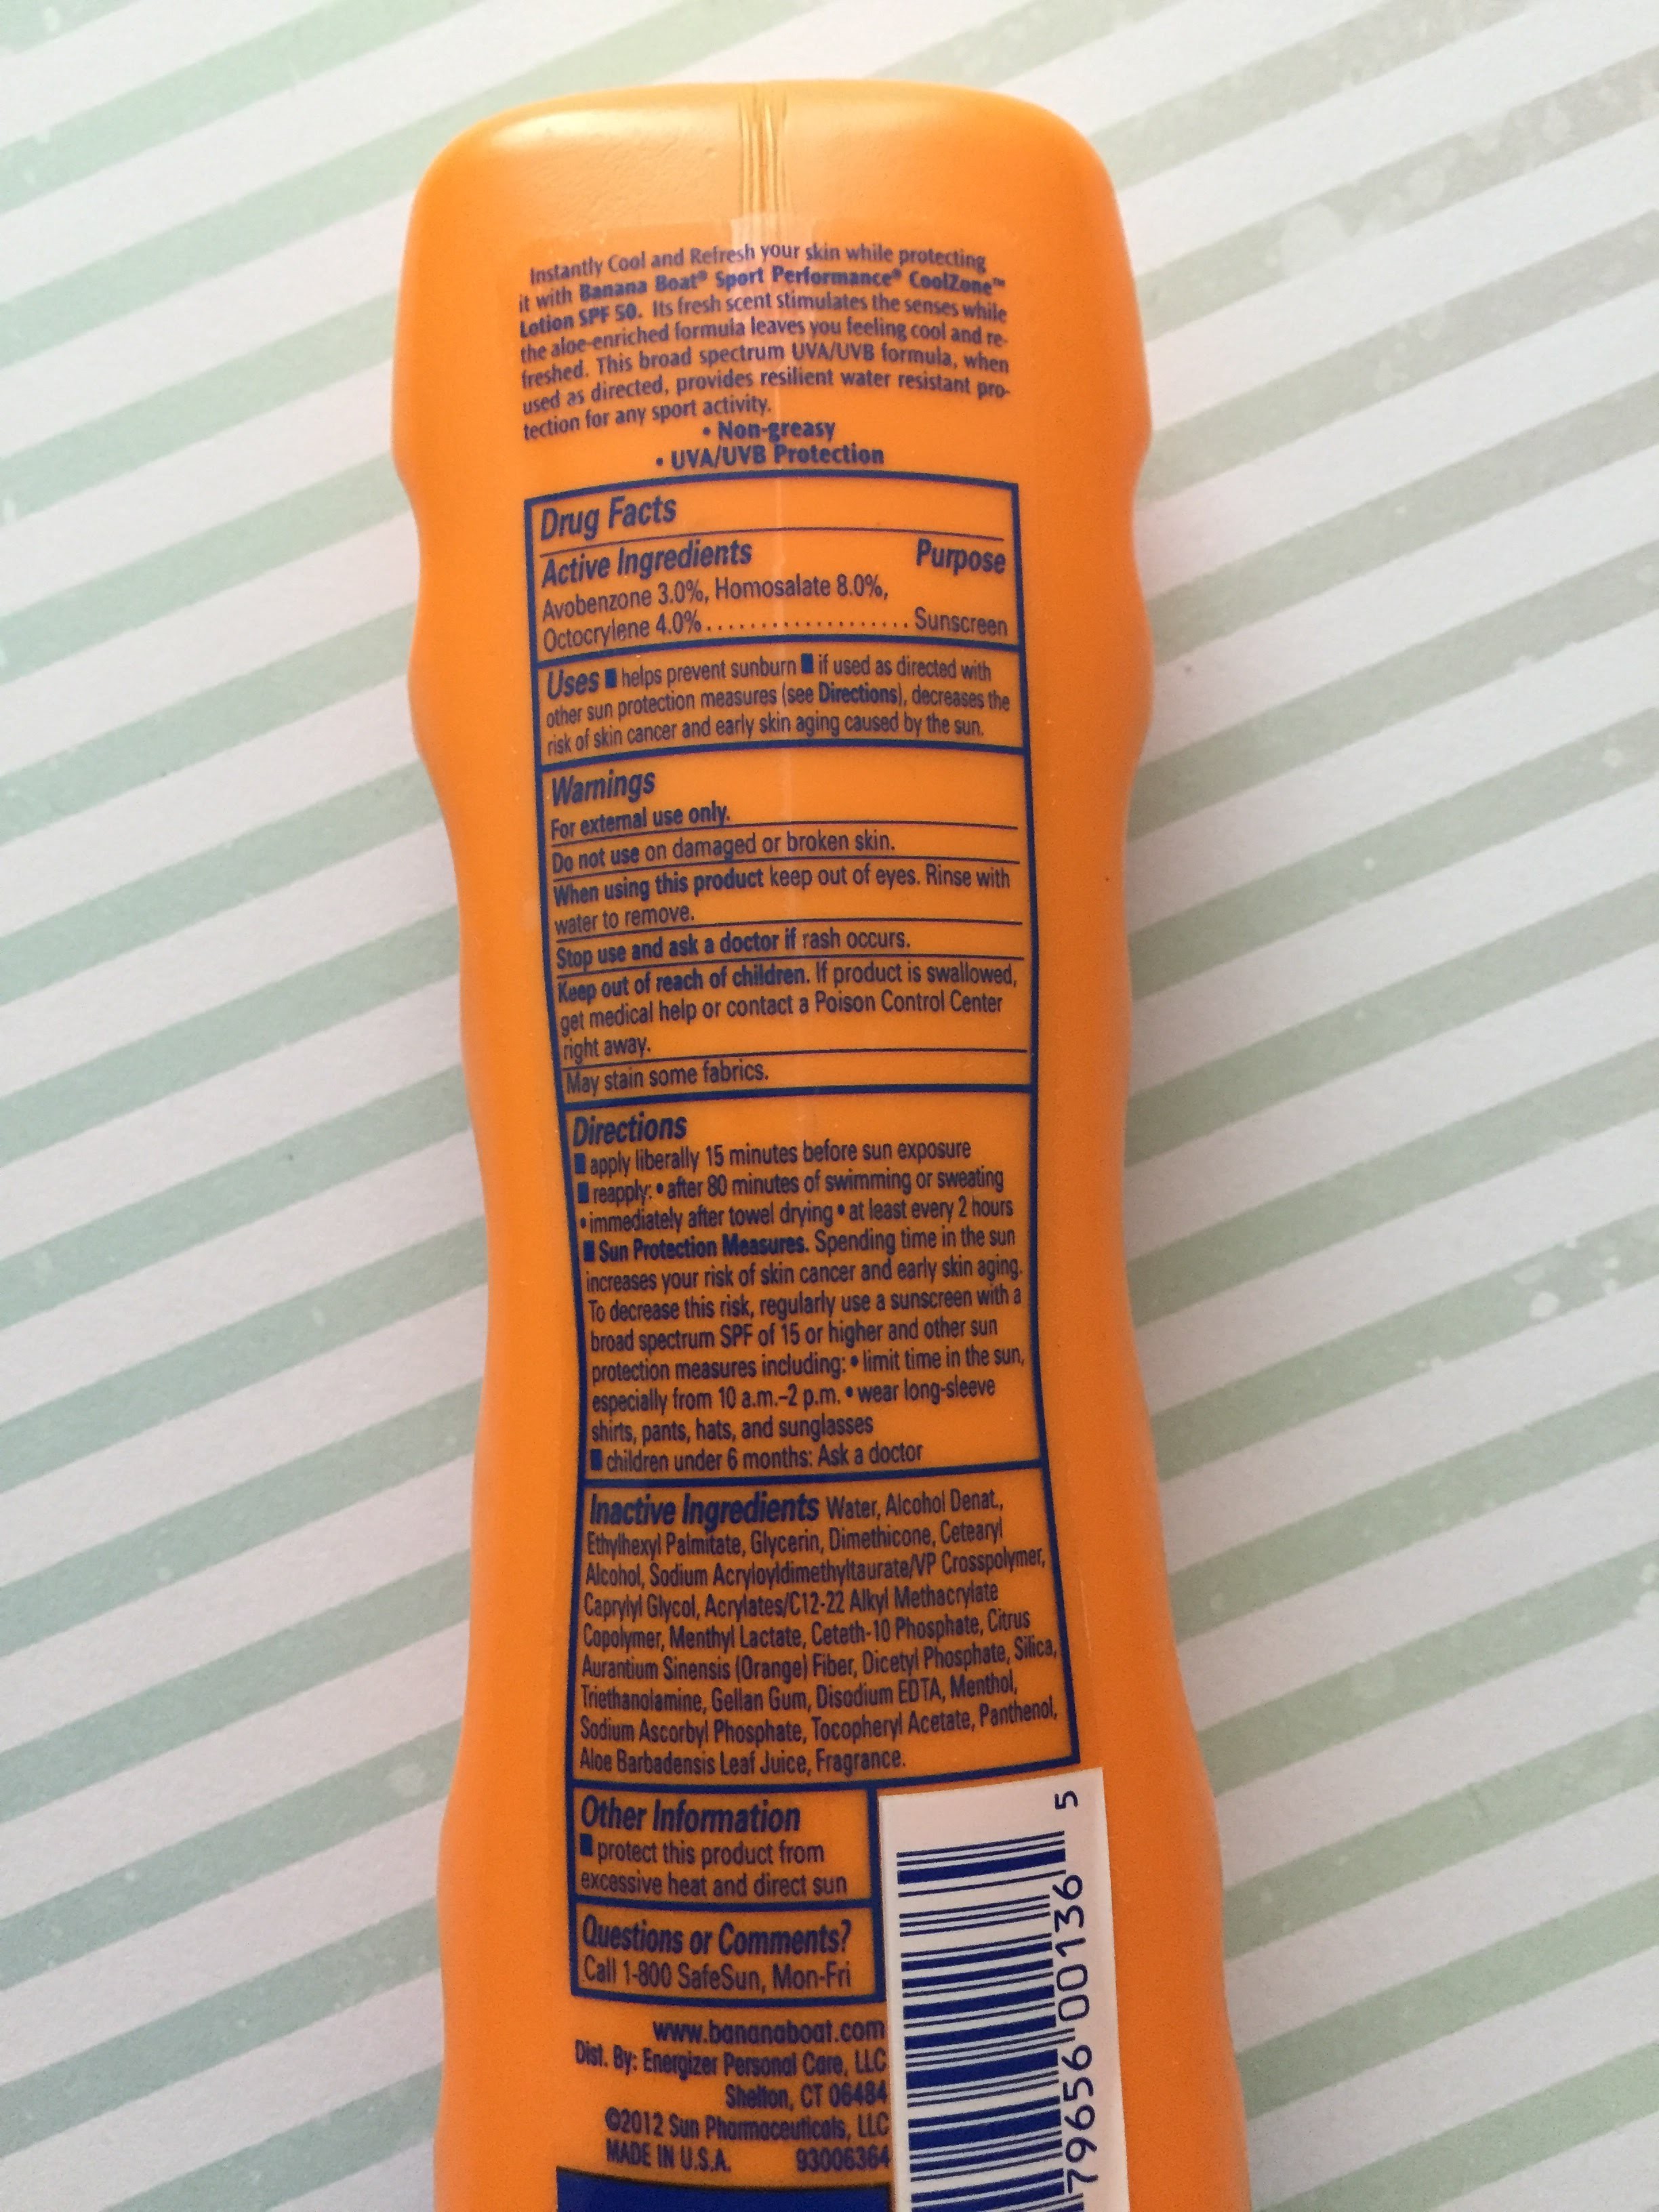 Instantly Cool and Refresh your skin while protecting
it with Banana Boat® Sport Performance® CoolZone™
Lotion SPF 50. Its fresh scent stimulates the senses while
the aloe-enriched formula leaves you feeling cool and re-
freshed. This broad spectrum UVA/UVB formula, when
used as directed, provides resilient water resistant pro-
tection for any sport activity.
• Non-greasy
• UVA/UVB Protection
Drug Facts
Active Ingredients Purpose
Avobenzone 3.0%, Homosalate 8.0%,
Octocrylene 4.0% . . . . . . . . . . . . . . . . . . . Sunscreen
Uses ■ helps prevent sunburn ■ if used as directed with
other sun protection measures (see Directions), decreases the
risk of skin cancer and early skin aging caused by the sun.
Warnings
For external use only.
Do not use on damaged or broken skin.
When using this product keep out of eyes. Rinse with
water to remove.
Stop use and ask a doctor if rash occurs.
Keep out of reach of children. If product is swallowed,
get medical help or contact a Poison Control Center
right away.
May stain some fabrics.
Directions
■ apply liberally 15 minutes before sun exposure
■ reapply: • after 80 minutes of swimming or sweating
• immediately after towel drying • at least every 2 hours
■ Sun Protection Measures. Spending time in the sun
increases your risk of skin cancer and early skin aging.
To decrease this risk, regularly use a sunscreen with a
broad spectrum SPF of 15 or higher and other sun
protection measures including: • limit time in the sun,
especially from 10 a.m.–2 p.m. • wear long-sleeve
shirts, pants, hats, and sunglasses
■ children under 6 months: Ask a doctor
Inactive Ingredients Water, Alcohol Denat.,
Ethylhexyl Palmitate, Glycerin, Dimethicone, Cetearyl
Alcohol, Sodium Acryloyldimethyltaurate/VP Crosspolymer,
Caprylyl Glycol, Acrylates/C12-22 Alkyl Methacrylate
Copolymer, Menthyl Lactate, Ceteth-10 Phosphate, Citrus
Aurantium Sinensis (Orange) Fiber, Dicetyl Phosphate, Silica,
Triethanolamine, Gellan Gum, Disodium EDTA, Menthol,
Sodium Ascorbyl Phosphate, Tocopheryl Acetate, Panthenol,
Aloe Barbadensis Leaf Juice, Fragrance.
Other Information
■ protect this product from
excessive heat and direct sun
Questions or Comments?
Call 1-800 SafeSun, Mon-Fri
www.bananaboat.com
Dist. By: Energizer Personal Care, LLC
Shelton, CT 06484
©2012 Sun Pharmaceuticals, LLC
MADE IN U.S.A. 93006364
79656 00136 5